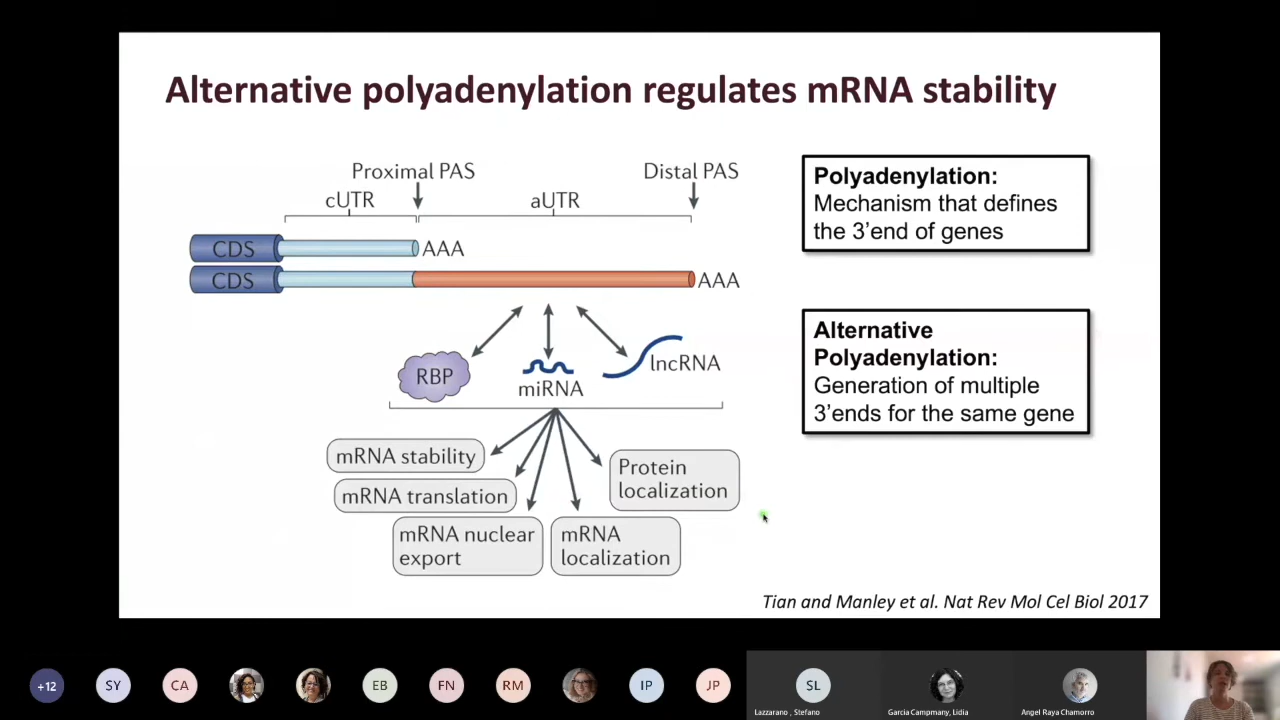 Alternative polyadenylation regulates mRNA stability
Proximal PAS
Distal PAS
cUTR
aUTR
CDS
AAA
CDS
AAA
RBP
miRNA
lncRNA
mRNA stability
mRNA translation
mRNA nuclear
export
mRNA
localization
Protein
localization
Polyadenylation:
Mechanism that defines
the 3’end of genes
Alternative
Polyadenylation:
Generation of multiple
3’ends for the same gene
Tian and Manley et al. Nat Rev Mol Cel Biol 2017
+12
SY
CA
EB
FN
RM
IP
JP
SL
Lazzarano , Stefano
Garcia Campmany, Lidia
Angel Raya Chamorro